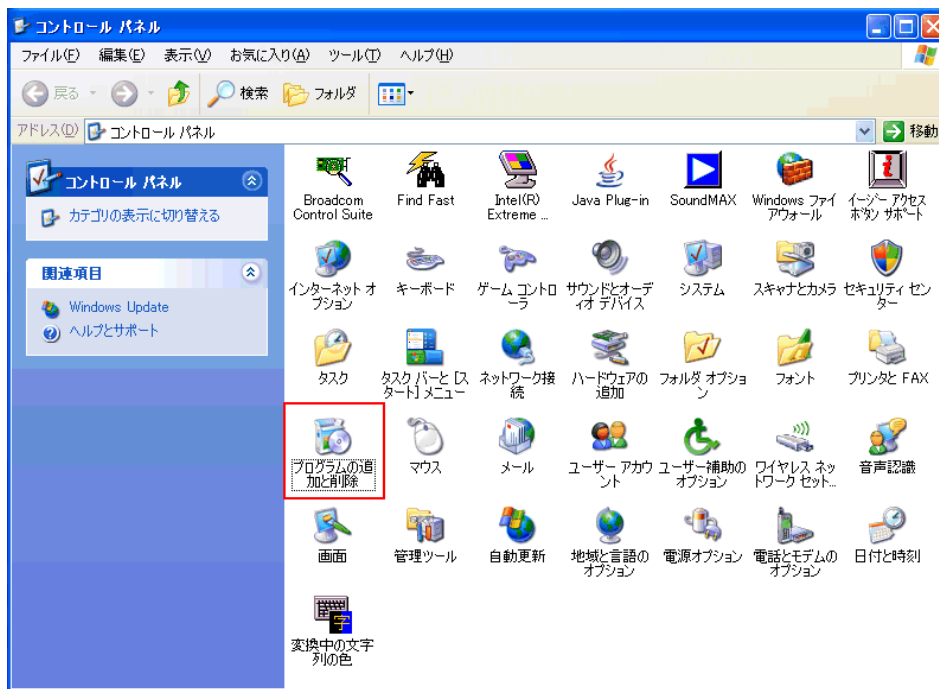 コントロール パネル
ファイル(F) 編集(E) 表示(V) お気に入り(A) ツール(T) ヘルプ(H)
戻る 検索 フォルダ
アドレス(D) コントロール パネル 移動
コントロール パネル
カテゴリの表示に切り替える
関連項目
Windows Update
ヘルプとサポート
Broadcom
Control Suite
Find Fast
Intel(R)
Extreme ...
Java Plug-in
SoundMAX
Windows ファイ
アウォール
イージー アクセス
ボタン サポート
インターネット オ
プション
キーボード
ゲーム コントロ
ーラ
サウンドとオーデ
ィオ デバイス
システム
スキャナとカメラ
セキュリティ セン
ター
タスク
タスク バーと [ス
タート] メニュー
ネットワーク接
続
ハードウェアの
追加
フォルダ オプショ
ン
フォント
プリンタと FAX
プログラムの追
加と削除
マウス
メール
ユーザー アカウ
ント
ユーザー補助の
オプション
ワイヤレス ネッ
トワーク セット...
音声認識
画面
管理ツール
自動更新
地域と言語の
オプション
電源オプション
電話とモデムの
オプション
日付と時刻
字
変換中の文字
列の色